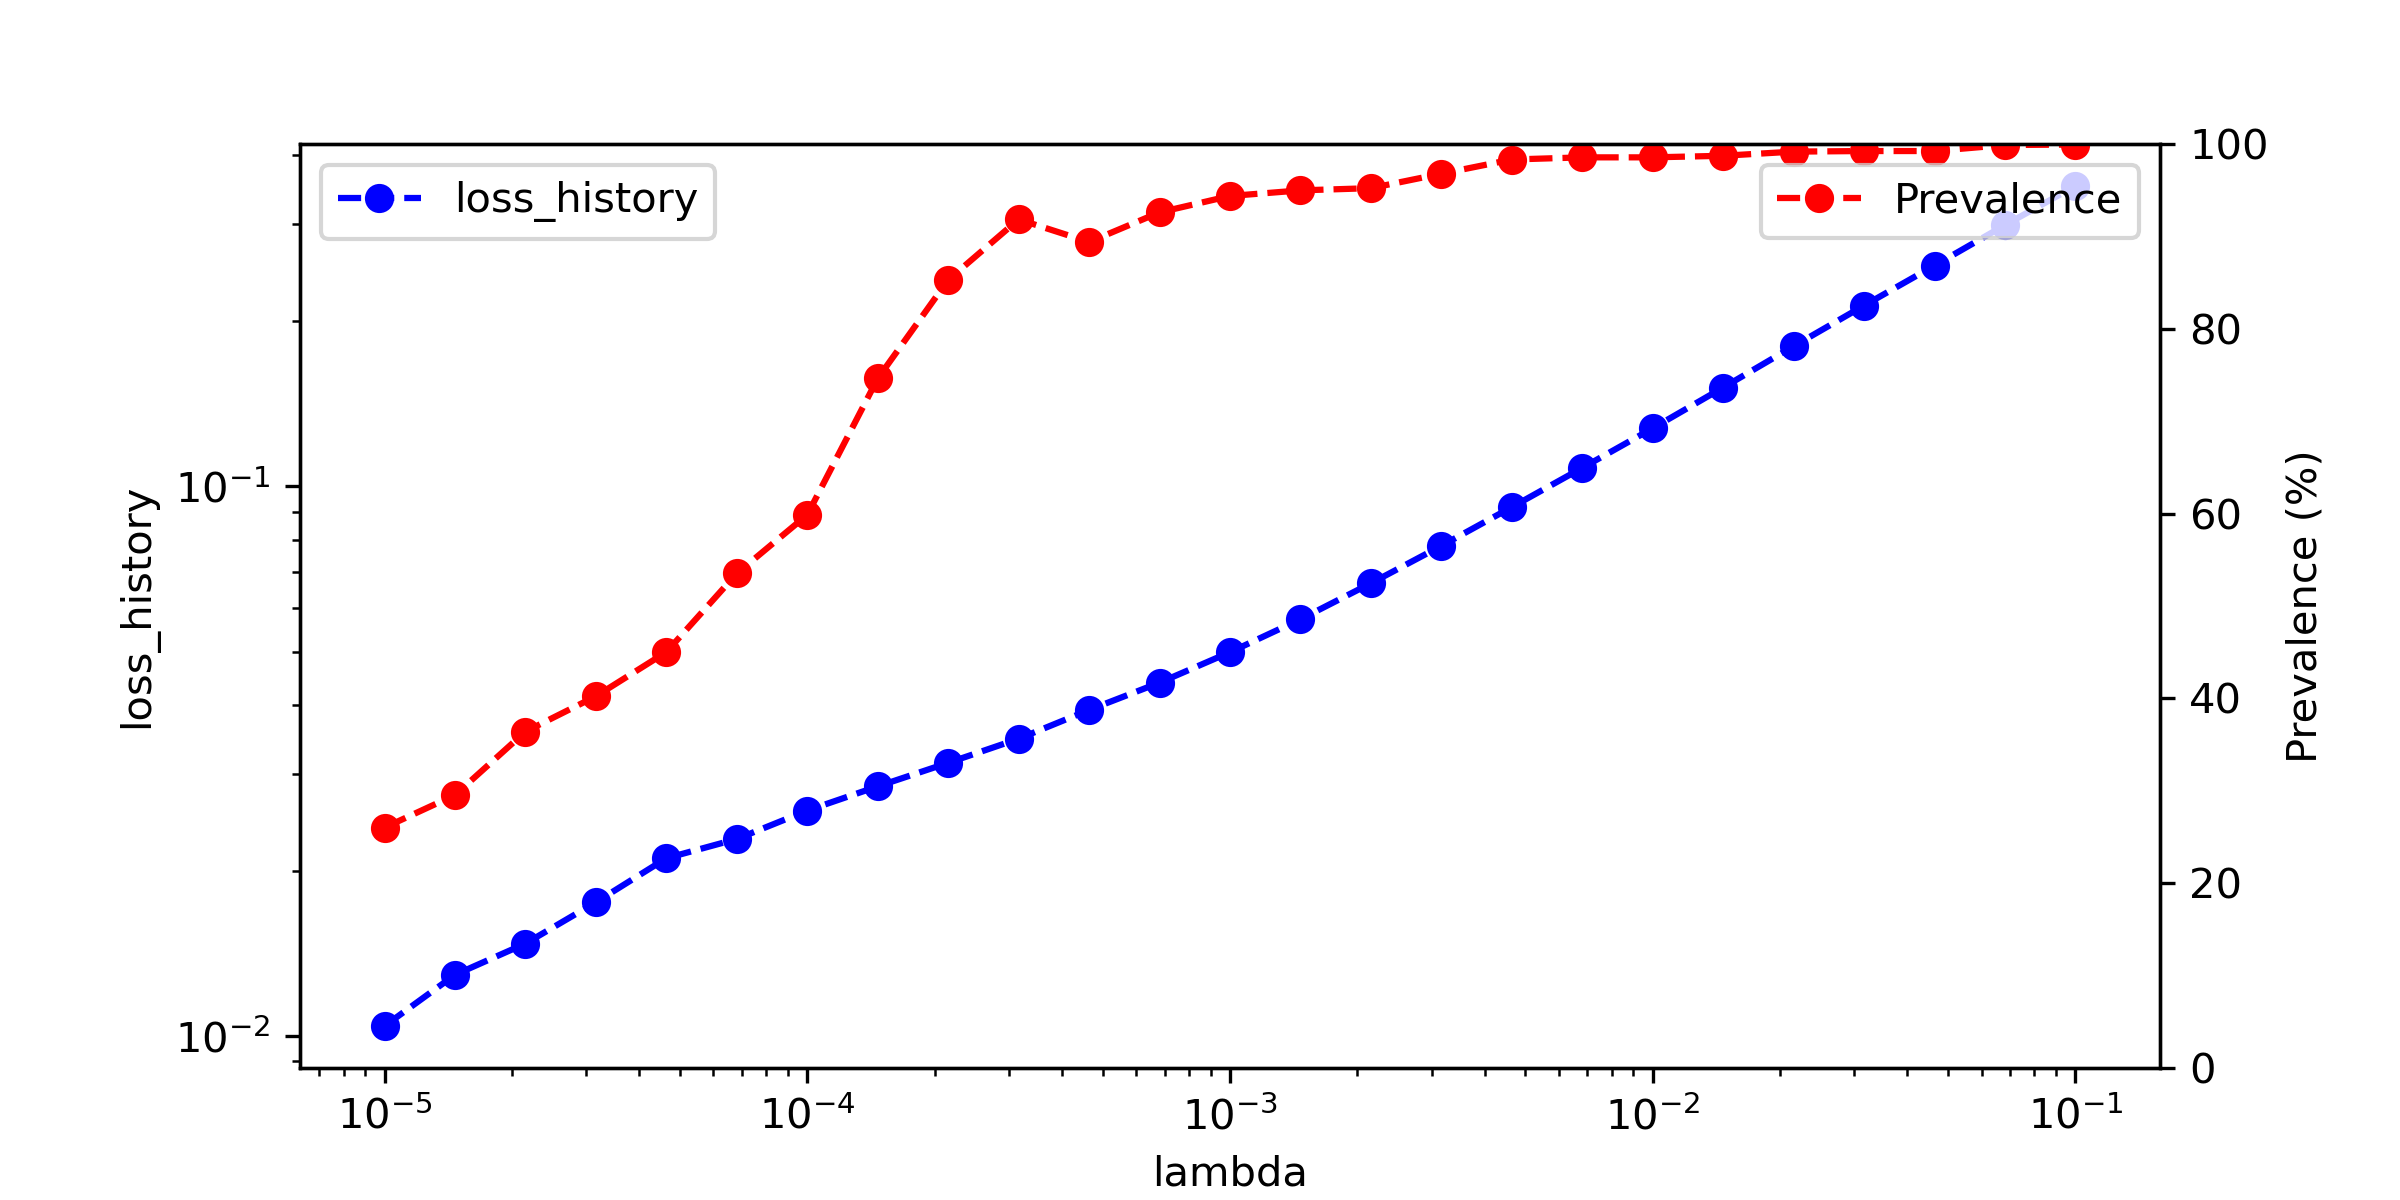 loss_history
Prevalence
100
80
60
40
20
0
10⁻¹
10⁻²
loss_history
Prevalence (%)
10⁻⁵ 10⁻⁴ 10⁻³ 10⁻² 10⁻¹
lambda